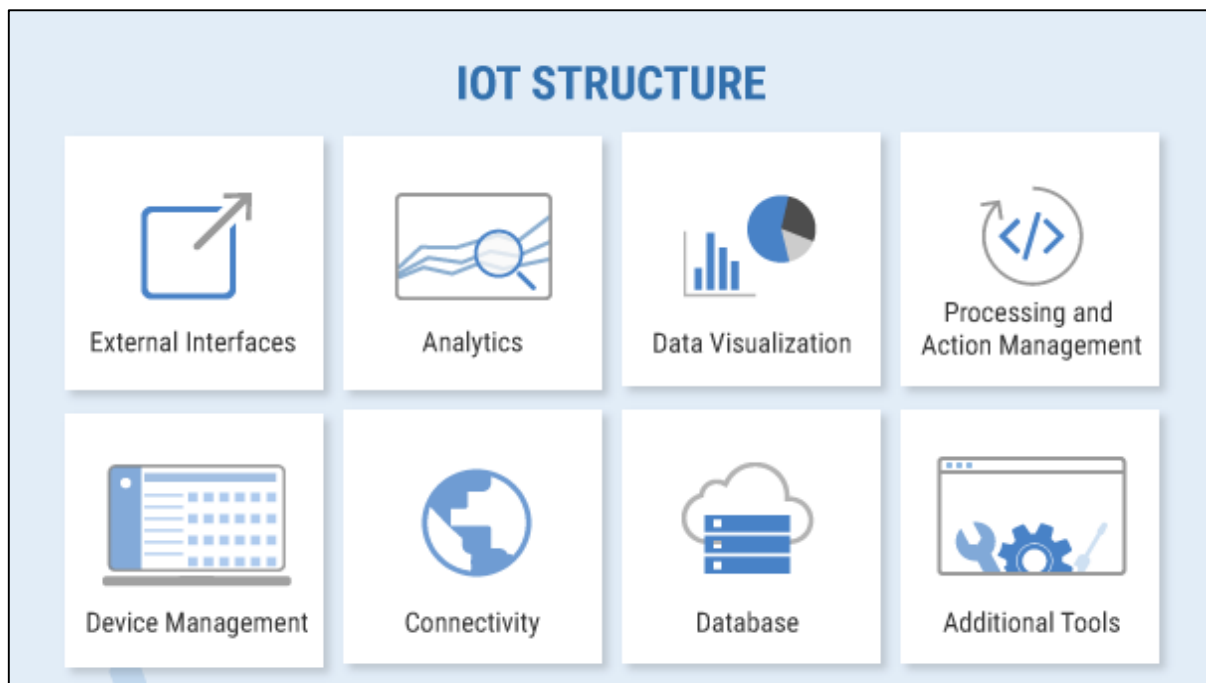 IOT STRUCTURE
External Interfaces
Analytics
Data Visualization
Processing and
Action Management
Device Management
Connectivity
Database
Additional Tools